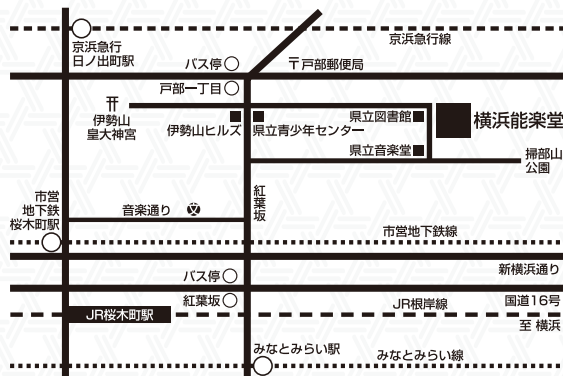 京浜急行
日ノ出町駅
京浜急行線
バス停
〒戸部郵便局
戸部一丁目
伊勢山
皇大神宮
伊勢山ヒルズ
県立青少年センター
県立図書館
横浜能楽堂
県立音楽堂
掃部山
公園
市営
地下鉄
桜木町駅
音楽通り
紅葉坂
市営地下鉄線
新横浜通り
バス停
紅葉坂
JR根岸線
国道16号
JR桜木町駅
至 横浜
みなとみらい駅
みなとみらい線